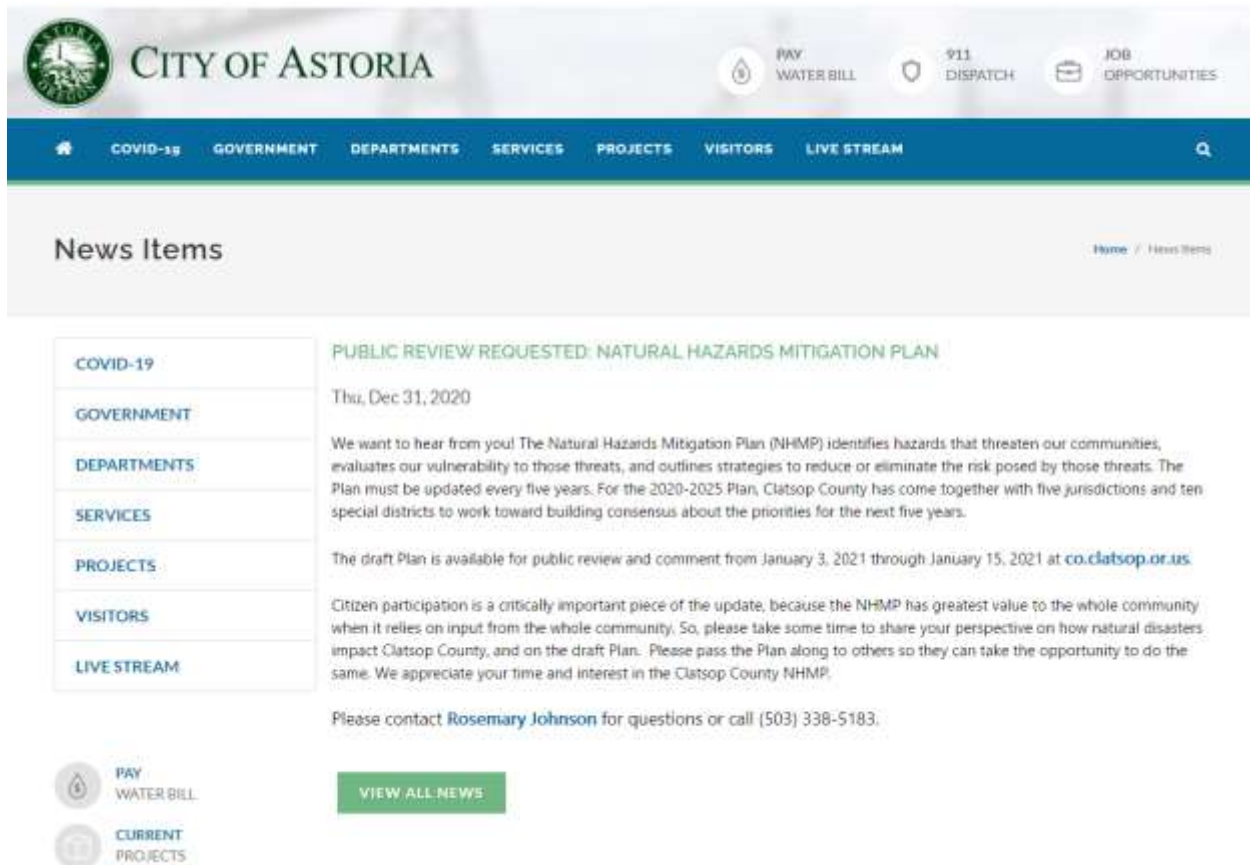 ASTORIA
OREGON
CITY OF ASTORIA
PAY
WATER BILL
911
DISPATCH
JOB
OPPORTUNITIES
COVID-19 GOVERNMENT DEPARTMENTS SERVICES PROJECTS VISITORS LIVE STREAM
News Items
Home / News Items
COVID-19
GOVERNMENT
DEPARTMENTS
SERVICES
PROJECTS
VISITORS
LIVE STREAM
PAY
WATER BILL
CURRENT
PROJECTS
PUBLIC REVIEW REQUESTED: NATURAL HAZARDS MITIGATION PLAN
Thu, Dec 31, 2020
We want to hear from you! The Natural Hazards Mitigation Plan (NHMP) identifies hazards that threaten our communities,
evaluates our vulnerability to those threats, and outlines strategies to reduce or eliminate the risk posed by those threats. The
Plan must be updated every five years. For the 2020-2025 Plan, Clatsop County has come together with five jurisdictions and ten
special districts to work toward building consensus about the priorities for the next five years.
The draft Plan is available for public review and comment from January 3, 2021 through January 15, 2021 at co.clatsop.or.us.
Citizen participation is a critically important piece of the update, because the NHMP has greatest value to the whole community
when it relies on input from the whole community. So, please take some time to share your perspective on how natural disasters
impact Clatsop County, and on the draft Plan. Please pass the Plan along to others so they can take the opportunity to do the
same. We appreciate your time and interest in the Clatsop County NHMP.
Please contact Rosemary Johnson for questions or call (503) 338-5183.
VIEW ALL NEWS